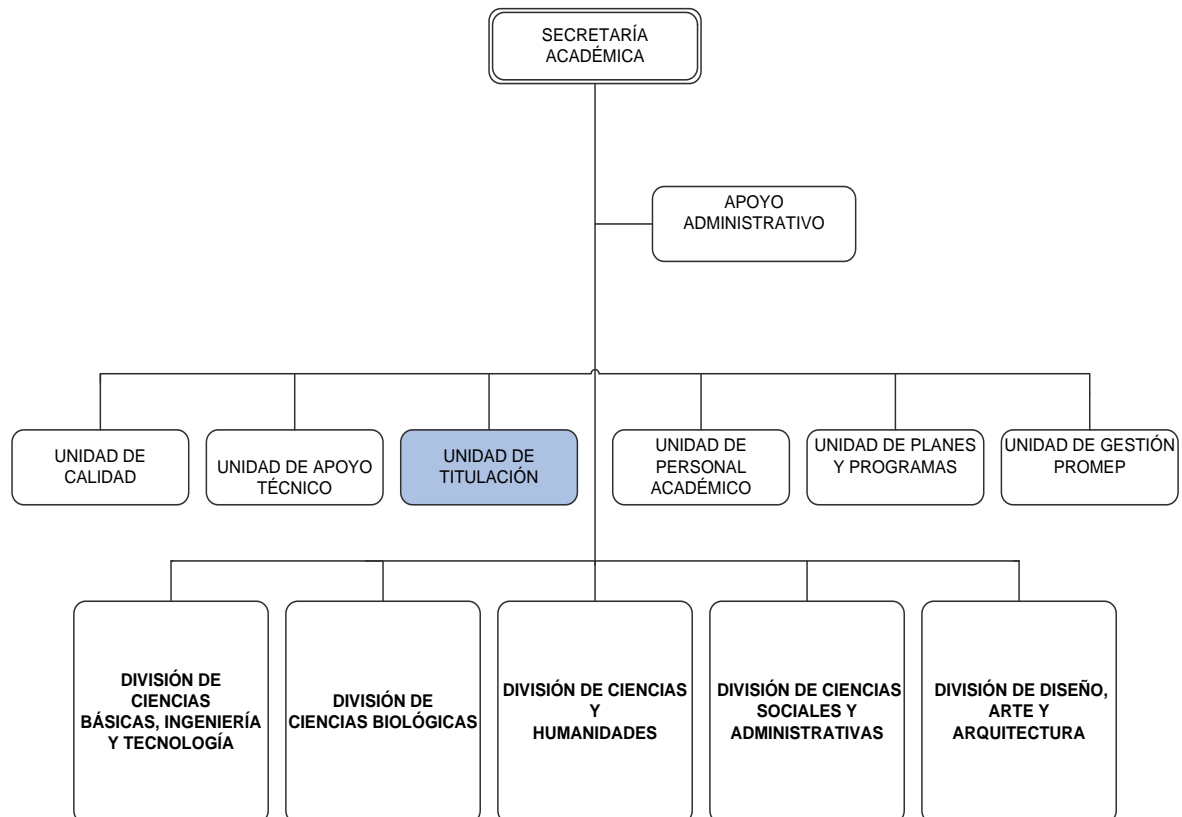 SECRETARÍA
ACADÉMICA
APOYO
ADMINISTRATIVO
UNIDAD DE
CALIDAD
UNIDAD DE APOYO
TÉCNICO
UNIDAD DE
TITULACIÓN
UNIDAD DE
PERSONAL
ACADÉMICO
UNIDAD DE PLANES
Y PROGRAMAS
UNIDAD DE GESTIÓN
PROMEP
DIVISIÓN DE
CIENCIAS
BÁSICAS, INGENIERÍA
Y TECNOLOGÍA
DIVISIÓN DE
CIENCIAS BIOLÓGICAS
DIVISIÓN DE CIENCIAS
Y
HUMANIDADES
DIVISIÓN DE CIENCIAS
SOCIALES Y
ADMINISTRATIVAS
DIVISIÓN DE DISEÑO,
ARTE Y
ARQUITECTURA